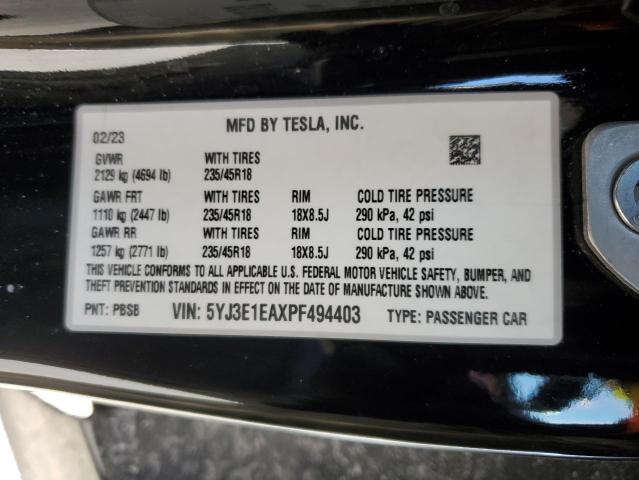 MFD BY TESLA, INC.
02/23
GVWR WITH TIRES
2129 kg (4694 lb) 235/45R18
GAWR FRT WITH TIRES RIM COLD TIRE PRESSURE
1110 kg (2447 lb) 235/45R18 18X8.5J 290 kPa, 42 psi
GAWR RR WITH TIRES RIM COLD TIRE PRESSURE
1257 kg (2771 lb) 235/45R18 18X8.5J 290 kPa, 42 psi
THIS VEHICLE CONFORMS TO ALL APPLICABLE U.S. FEDERAL MOTOR VEHICLE SAFETY, BUMPER, AND
THEFT PREVENTION STANDARDS IN EFFECT ON THE DATE OF MANUFACTURE SHOWN ABOVE.
PNT: PBSB VIN: 5YJ3E1EAXPF494403 TYPE: PASSENGER CAR